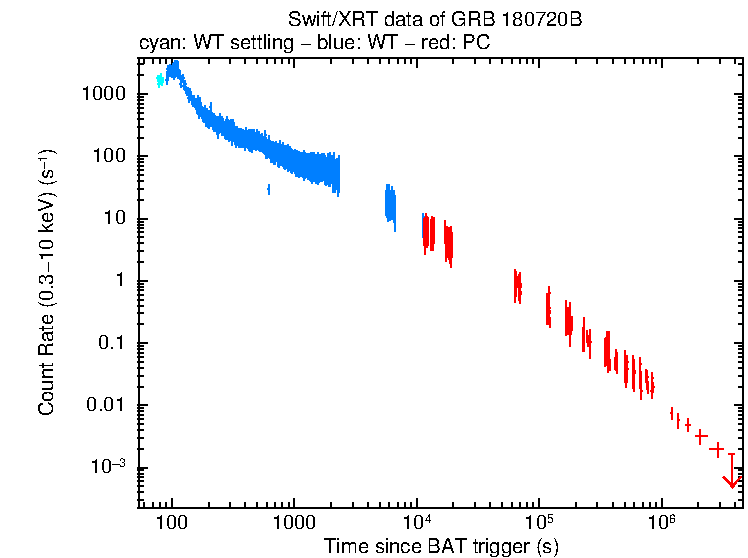 Swift/XRT data of GRB 180720B
cyan: WT settling – blue: WT – red: PC
1000
100
10
1
0.1
0.01
10⁻³
Count Rate (0.3–10 keV) (s⁻¹)
100 1000 10⁴ 10⁵ 10⁶
Time since BAT trigger (s)